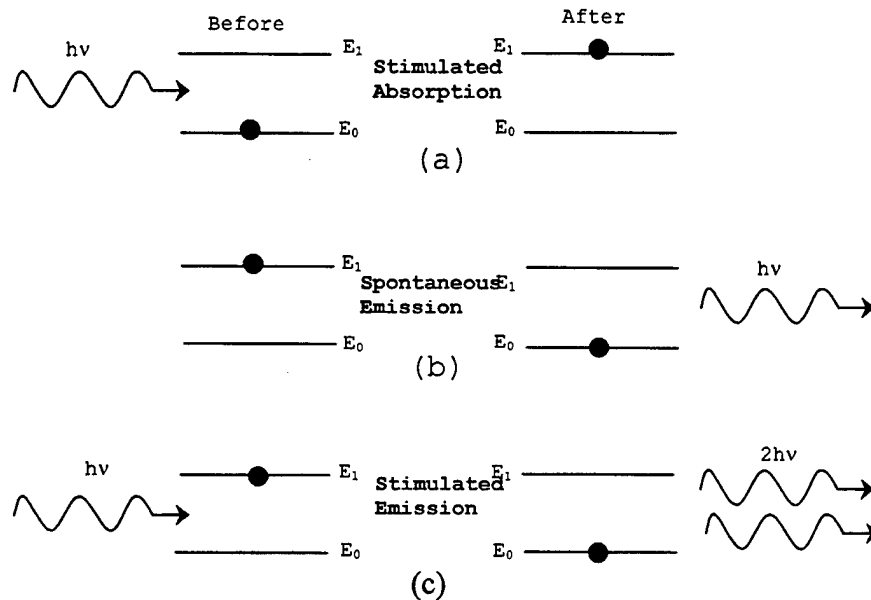 Before
After
hν
E₁
E₁
Stimulated
Absorption
E₀
E₀
(a)
E₁
E₁
Spontaneous
Emission
hν
E₀
E₀
(b)
hν
E₁
E₁
2hν
Stimulated
Emission
E₀
E₀
(c)